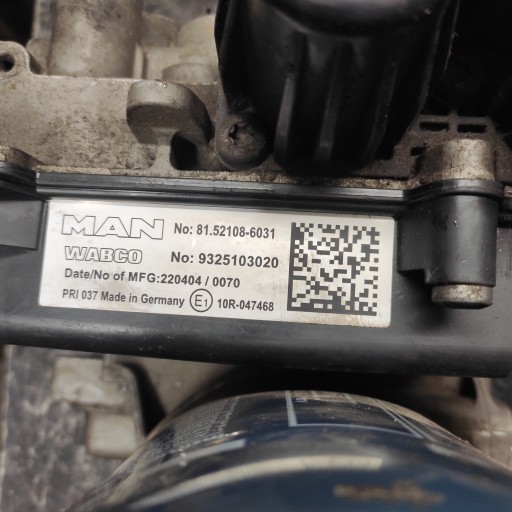 MAN No: 81.52108-6031
WABCO No: 9325103020
Date/No of MFG:220404 / 0070
PRI 037 Made in Germany E1 10R-047468